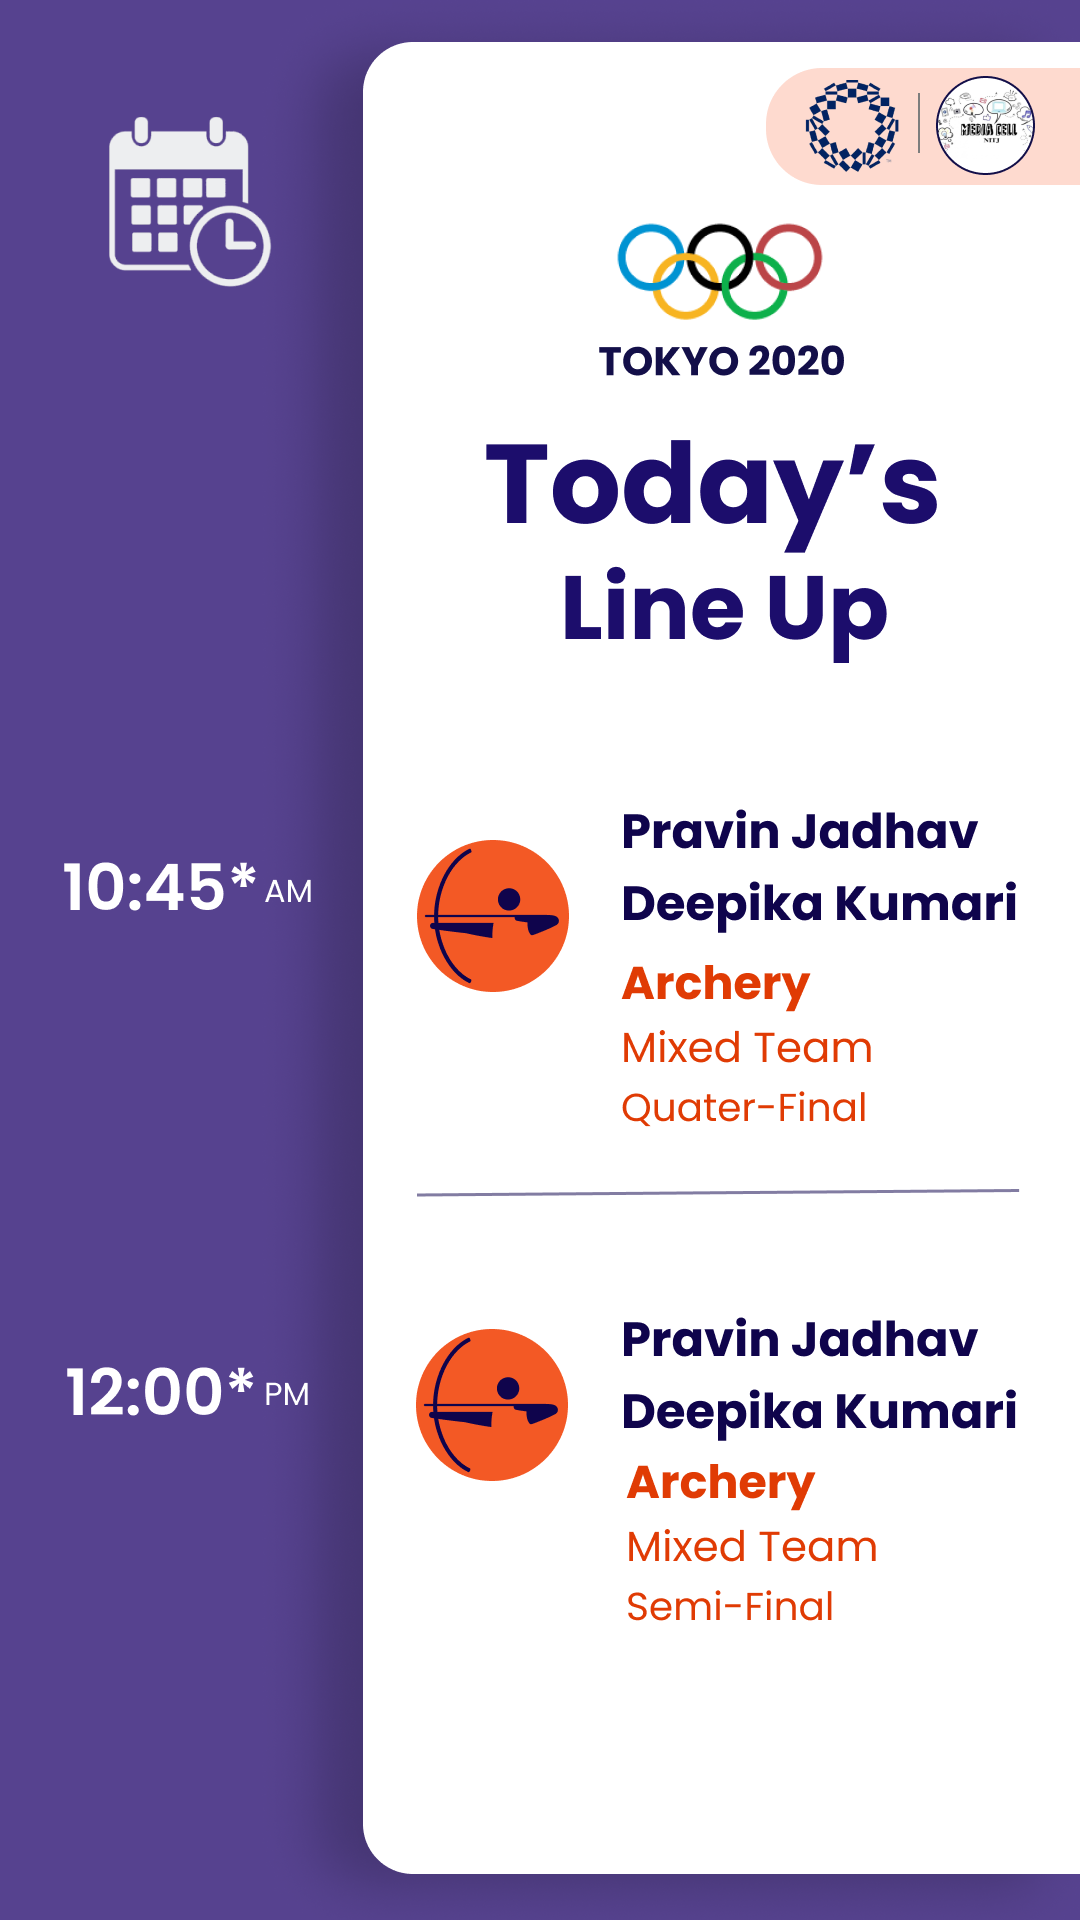 MEDIA CELL
NITJ
TOKYO 2020
Today’s
Line Up
10:45* AM
Pravin Jadhav
Deepika Kumari
Archery
Mixed Team
Quater-Final
12:00* PM
Pravin Jadhav
Deepika Kumari
Archery
Mixed Team
Semi-Final